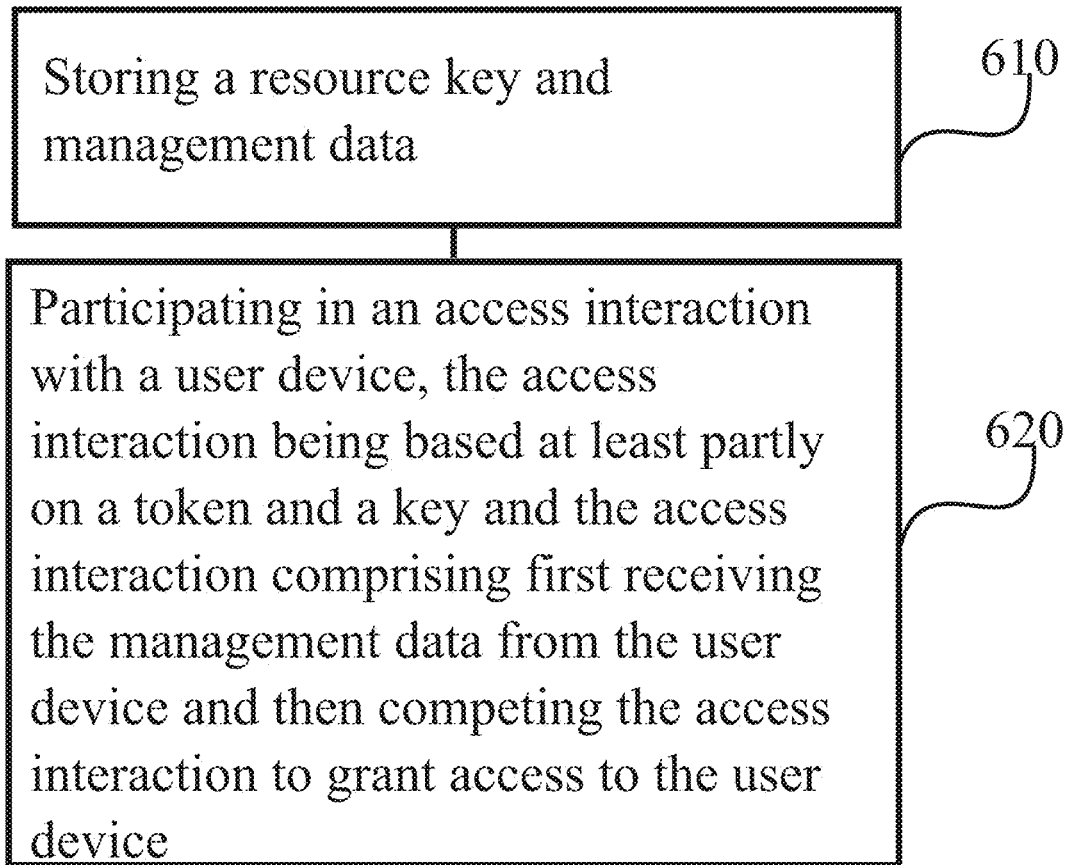 Storing a resource key and
management data
610
Participating in an access interaction
with a user device, the access
interaction being based at least partly
on a token and a key and the access
interaction comprising first receiving
the management data from the user
device and then competing the access
interaction to grant access to the user
device
620